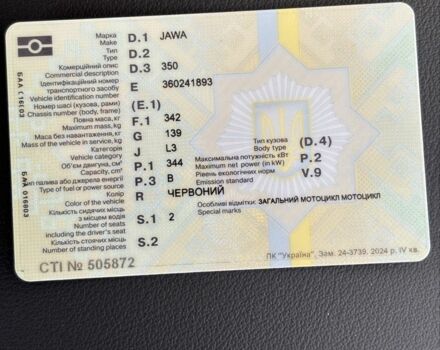 Марка D.1 JAWA
Make
Тип D.2
Type
Комерційний опис D.3 350
Commercial description
Ідентифікаційний номер
транспортного засобу E 360241893
Vehicle identification number
Номер шасі (кузова, рами) (E.1)
Chassis number (body, frame)
Повна маса, кг F.1 342
Maximum mass, kg
Маса без навантаження, кг G 139
Mass of the vehicle in service, kg
Категорія J L3
Vehicle category
Об'єм двигуна, см³ P.1 344
Capacity, cm³
Тип палива або джерела енергії P.3 B
Type of fuel or power source
Колір R ЧЕРВОНИЙ
Color of the vehicle
Кількість сидячих місць
з місцем водія S.1 2
Number of seats
including the driver's seat
Кількість стоячих місць S.2
Number of standing places
Тип кузова (D.4)
Body Type
Максимальна потужність кВт P.2
Maximum net power
Рівень екологічних норм V.9
Emission standard
Особливі відмітки: ЗАГАЛЬНИЙ МОТОЦИКЛ МОТОЦИКЛ
Special marks
СТІ № 505872
ПК "Україна", Зам. 24-3739. 2024 р. IV кв.